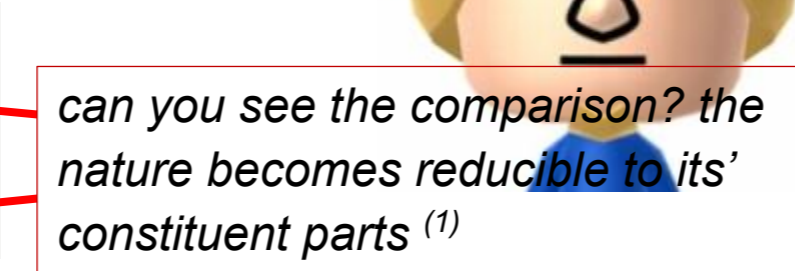 can you see the comparison? the
nature becomes reducible to its’
constituent parts (1)